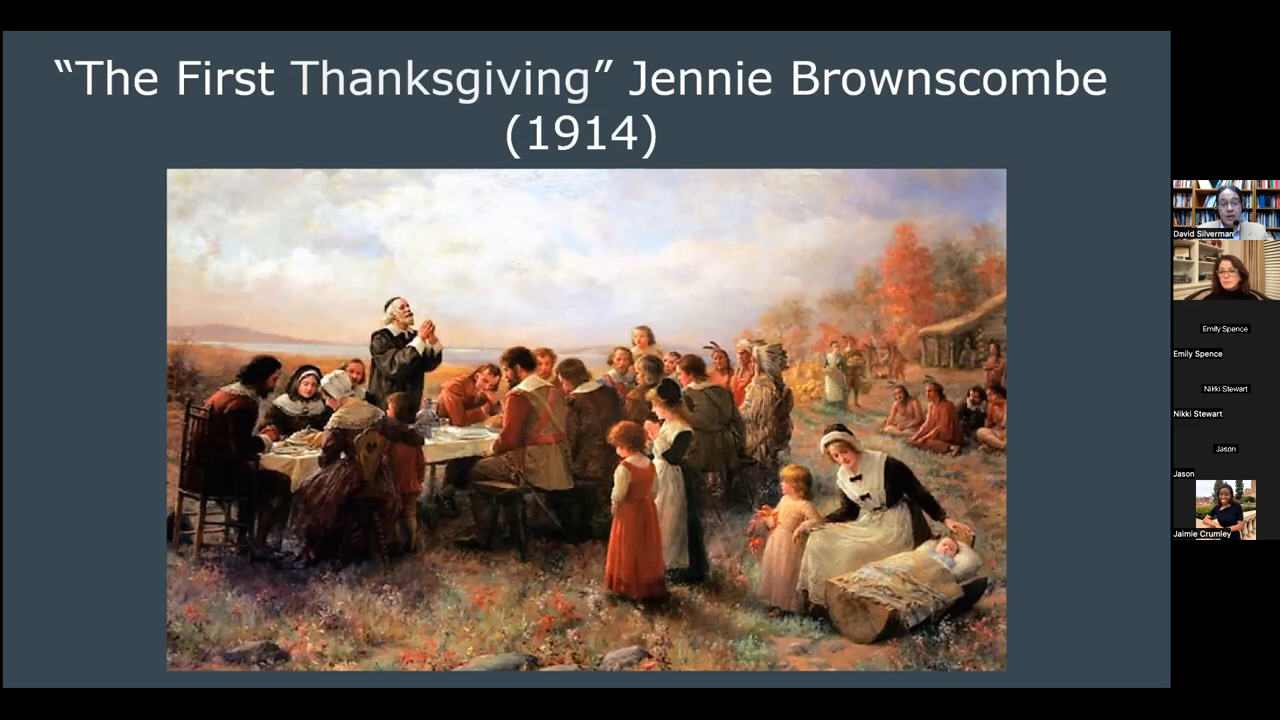 “The First Thanksgiving” Jennie Brownscombe
(1914)
David Silverman
Emily Spence
Emily Spence
Nikki Stewart
Nikki Stewart
Jason
Jason
Jaimie Crumley